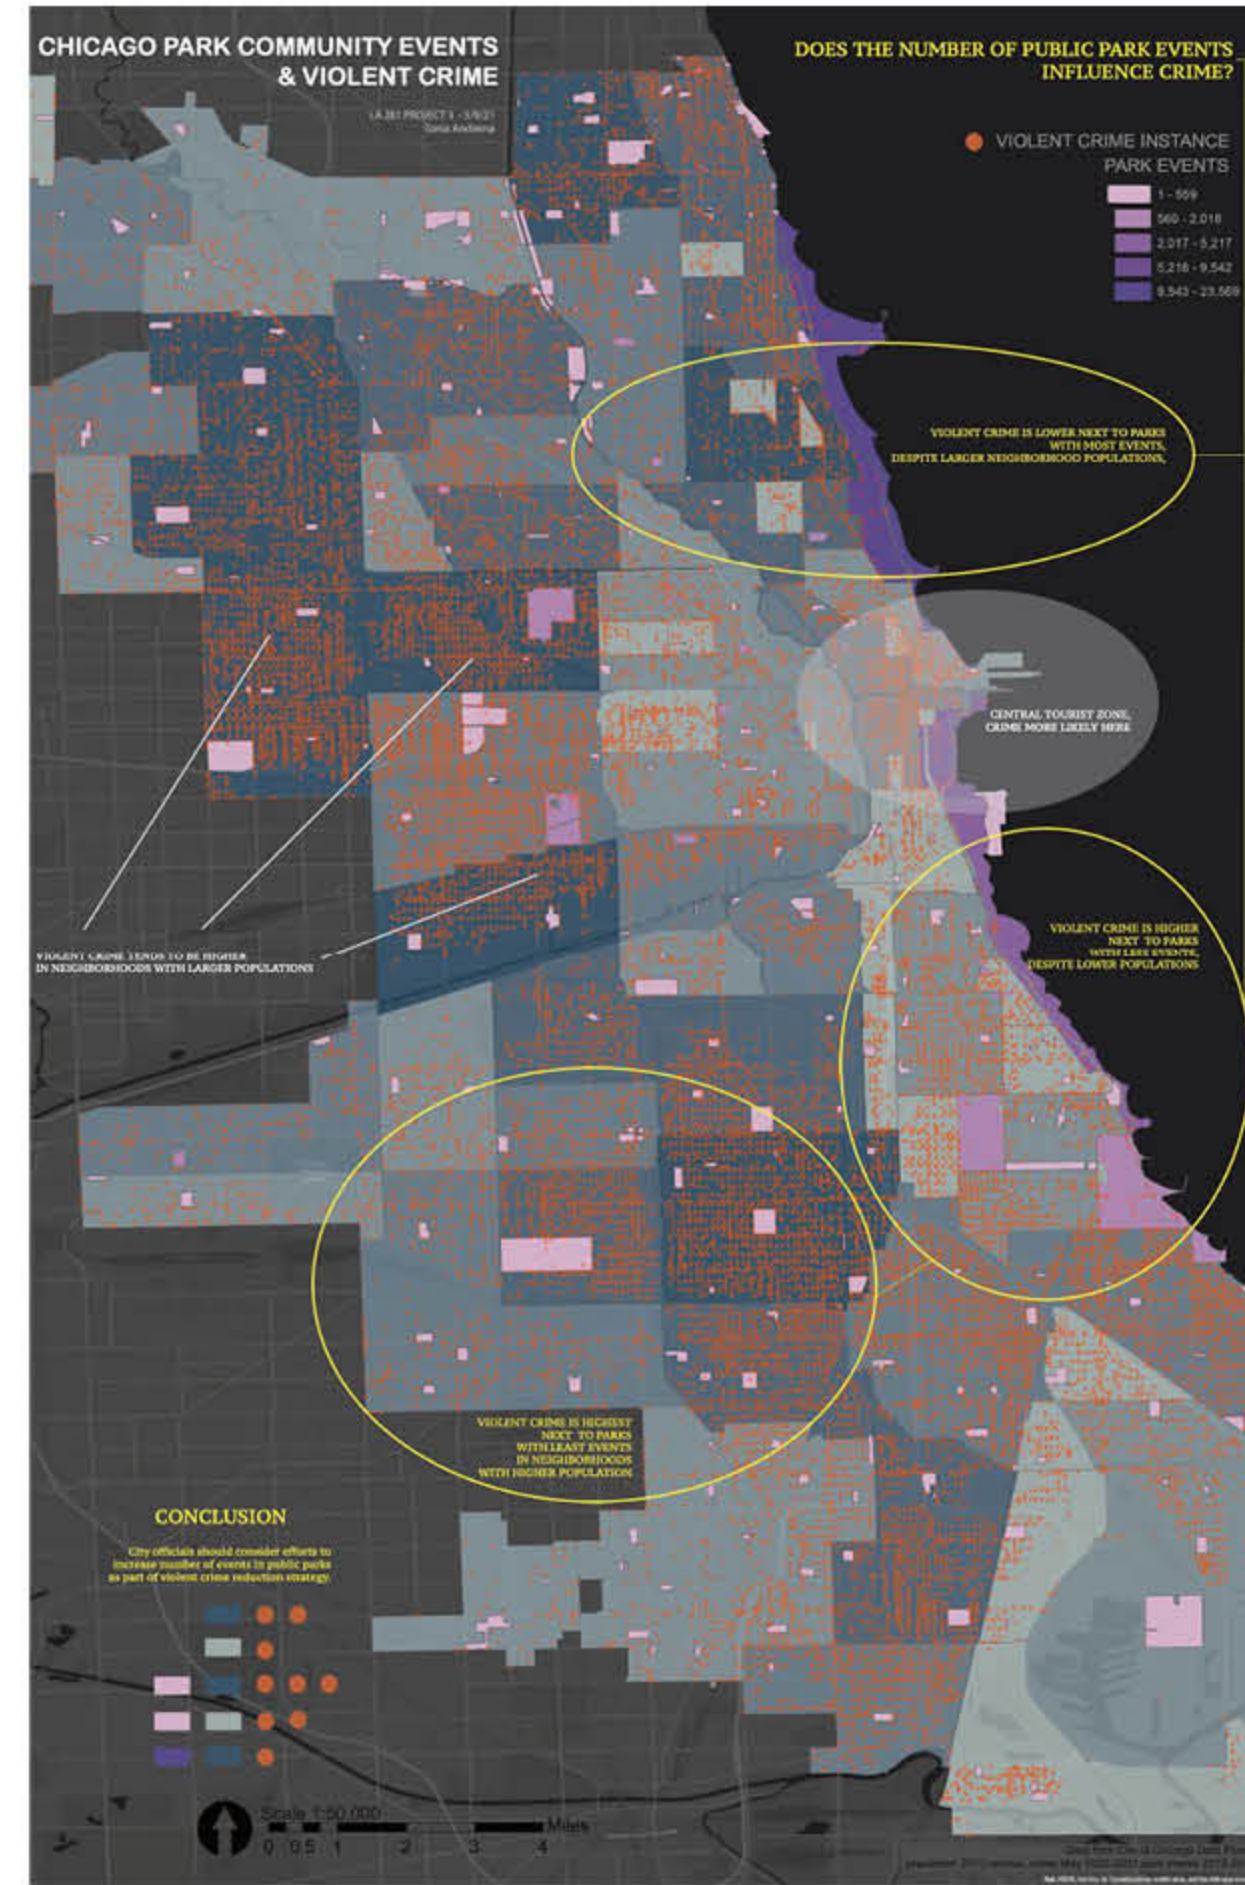 CHICAGO PARK COMMUNITY EVENTS
& VIOLENT CRIME
DOES THE NUMBER OF PUBLIC PARK EVENTS
INFLUENCE CRIME?
VIOLENT CRIME INSTANCE
PARK EVENTS
1 - 559
560 - 2,016
2,017 - 5,217
5,218 - 9,542
9,543 - 23,569
VIOLENT CRIME IS LOWER NEXT TO PARKS
WITH MOST EVENTS,
DESPITE LARGER NEIGHBORHOOD POPULATIONS,
CENTRAL TOURIST ZONE,
CRIME MORE LIKELY HERE
VIOLENT CRIME IS HIGHER
NEXT TO PARKS
WITH LESS EVENTS,
DESPITE LOWER POPULATIONS
VIOLENT CRIME TENDS TO BE HIGHER
IN NEIGHBORHOODS WITH LARGER POPULATIONS
VIOLENT CRIME IS HIGHEST
NEXT TO PARKS
WITH LEAST EVENTS
IN NEIGHBORHOODS
WITH HIGHER POPULATION
CONCLUSION
City officials should consider efforts to
increase number of events in public parks
as part of violent crime reduction strategy.
Scale 1:50,000
Miles
0 0.5 1 2 3 4